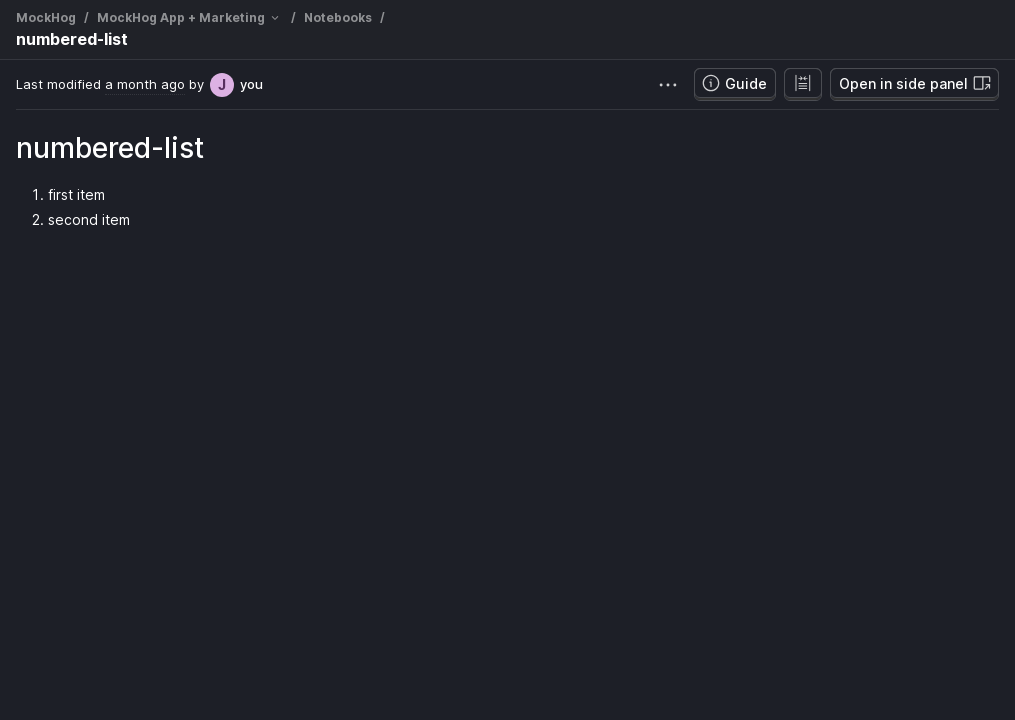 MockHog / MockHog App + Marketing / Notebooks /
numbered-list
Last modified a month ago by J you
Guide
Open in side panel
numbered-list
1. first item
2. second item